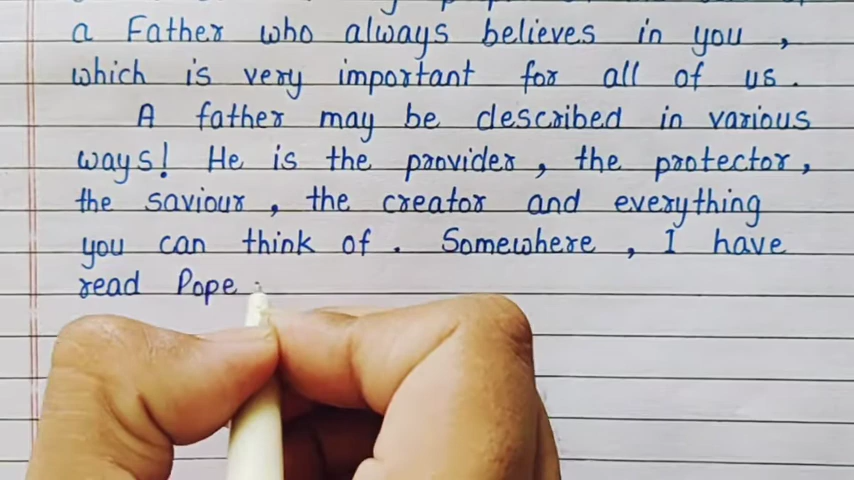 a Father who always believes in you ,
which is very important for all of us .
A father may be described in various
ways! He is the provider , the protector ,
the saviour , the creator and everything
you can think of . Somewhere , I have
read Pope